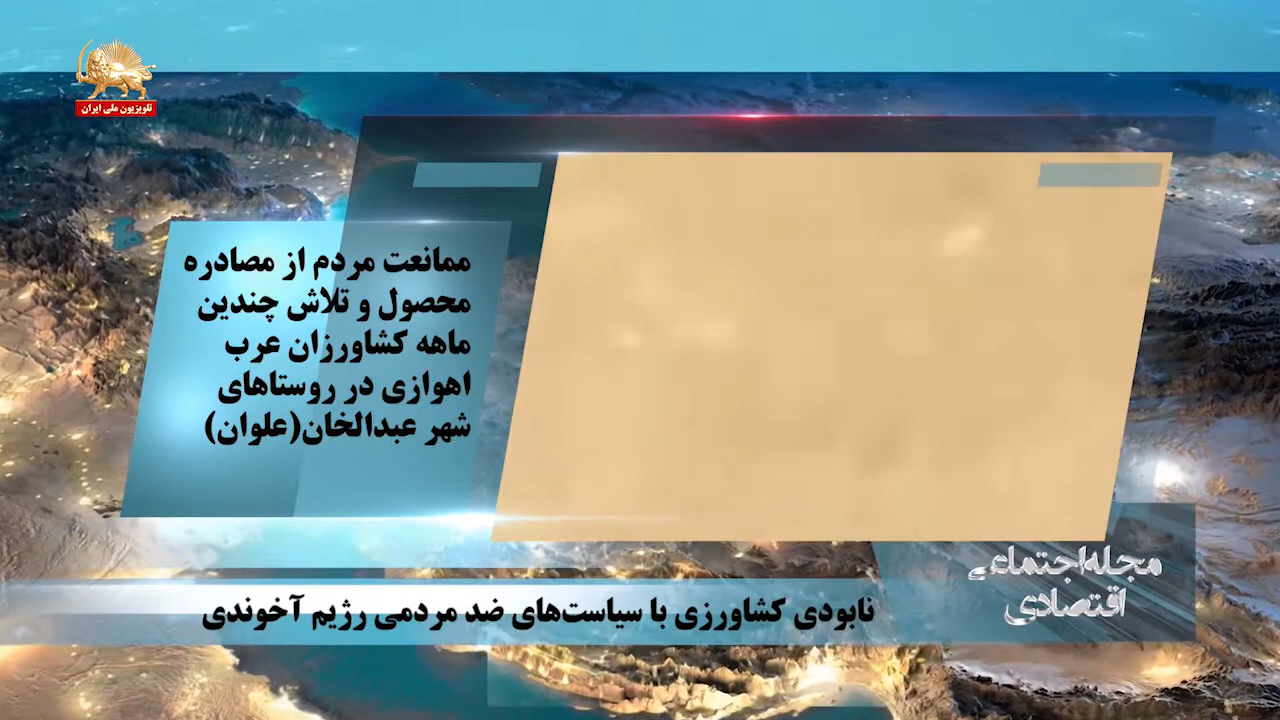 تلویزیون ملی ایران
ممانعت مردم از مصادره
محصول و تلاش چندین
ماهه کشاورزان عرب
اهوازی در روستاهای
شهر عبدالخان(علوان)
مجله‌اجتماعی
اقتصادی
نابودی کشاورزی با سیاست‌های ضد مردمی رژیم آخوندی